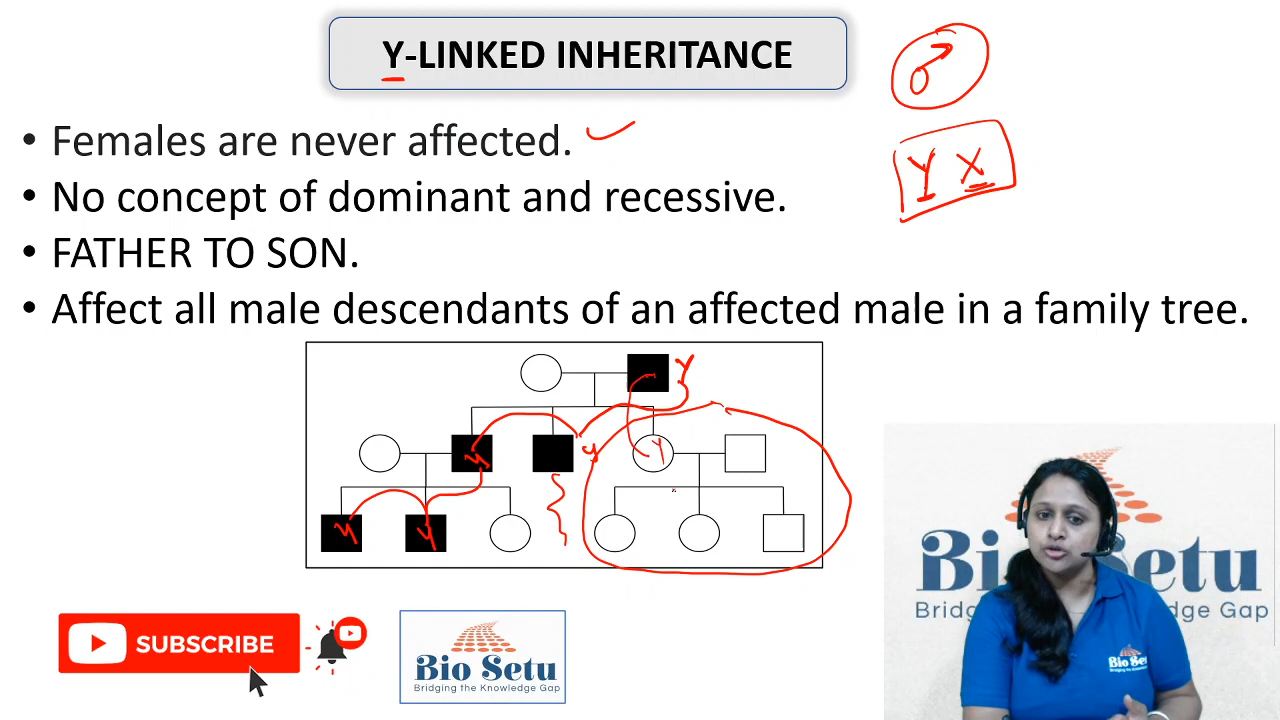 Y-LINKED INHERITANCE
• Females are never affected.
Y X
• No concept of dominant and recessive.
• FATHER TO SON.
• Affect all male descendants of an affected male in a family tree.
Y
y y Y
Y Y
SUBSCRIBE
Bio Setu
Bridging the Knowledge Gap
Bio Setu